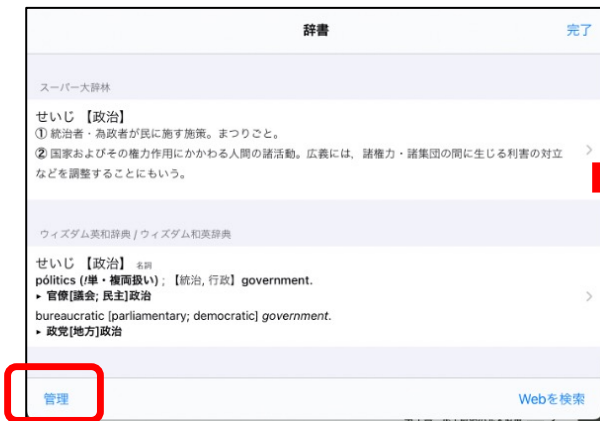 辞書
完了
スーパー大辞林
せいじ【政治】
① 統治者・為政者が民に施す施策。まつりごと。
② 国家およびその権力作用にかかわる人間の諸活動。広義には，諸権力・諸集団の間に生じる利害の対立
などを調整することにもいう。
ウィズダム英和辞典 / ウィズダム和英辞典
せいじ【政治】 名詞
pólitics (!単・複両扱い) ; 【統治, 行政】government.
▸ 官僚[議会; 民主]政治
bureaucratic [parliamentary; democratic] government.
▸ 政党[地方]政治
管理
Webを検索